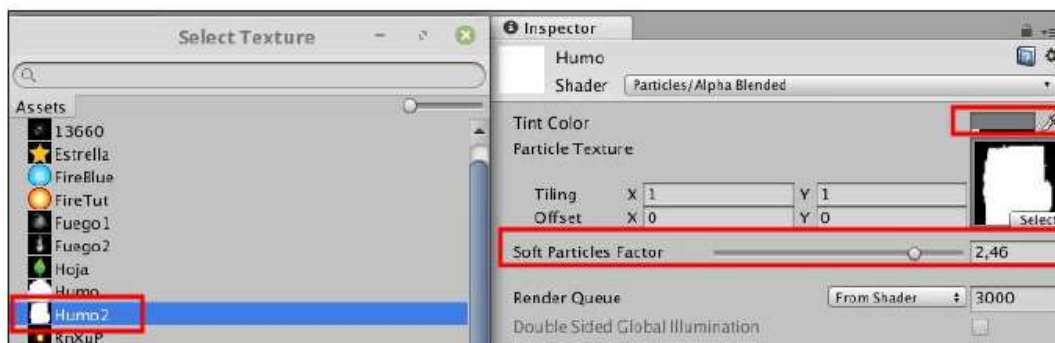 Select Texture
Assets
13660
Estrella
FireBlue
FireTut
Fuego1
Fuego2
Hoja
Humo
Humo2
KnXuP
Inspector
Humo
Shader Particles/Alpha Blended
Tint Color
Particle Texture
Tiling X 1 Y 1
Offset X 0 Y 0
Select
Soft Particles Factor 2,46
Render Queue From Shader 3000
Double Sided Global Illumination